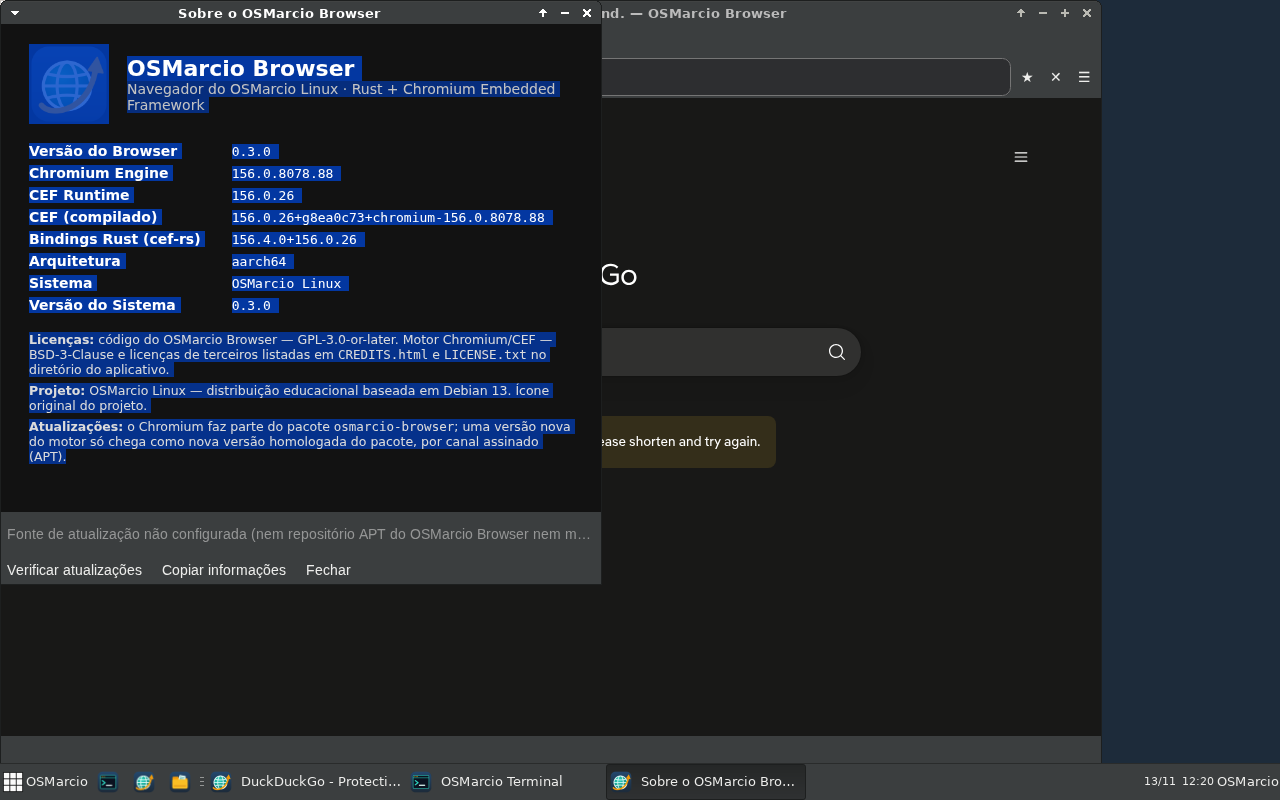 Sobre o OSMarcio Browser
nd. — OSMarcio Browser
OSMarcio Browser
Navegador do OSMarcio Linux · Rust + Chromium Embedded
Framework
Versão do Browser 0.3.0
Chromium Engine 156.0.8078.88
CEF Runtime 156.0.26
CEF (compilado) 156.0.26+g8ea0c73+chromium-156.0.8078.88
Bindings Rust (cef-rs) 156.4.0+156.0.26
Arquitetura aarch64
Sistema OSMarcio Linux
Versão do Sistema 0.3.0
Licenças: código do OSMarcio Browser — GPL-3.0-or-later. Motor Chromium/CEF —
BSD-3-Clause e licenças de terceiros listadas em CREDITS.html e LICENSE.txt no
diretório do aplicativo.
Projeto: OSMarcio Linux — distribuição educacional baseada em Debian 13. Ícone
original do projeto.
Atualizações: o Chromium faz parte do pacote osmarcio-browser; uma versão nova
do motor só chega como nova versão homologada do pacote, por canal assinado
(APT).
Go
ease shorten and try again.
Fonte de atualização não configurada (nem repositório APT do OSMarcio Browser nem m…
Verificar atualizações Copiar informações Fechar
OSMarcio DuckDuckGo - Protecti... OSMarcio Terminal Sobre o OSMarcio Bro... 13/11 12:20 OSMarcio